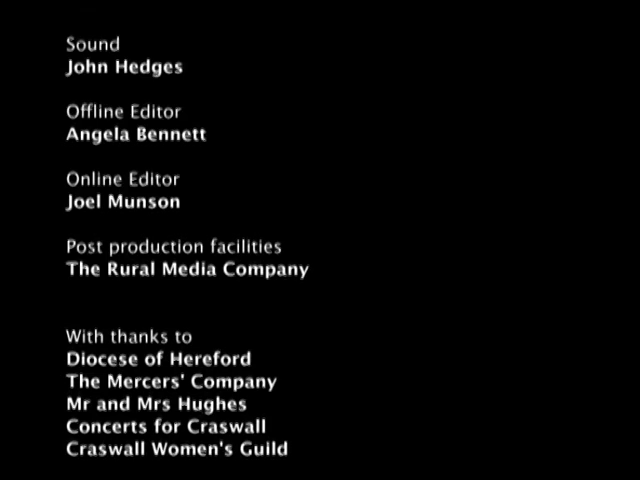 Sound
John Hedges
Offline Editor
Angela Bennett
Online Editor
Joel Munson
Post production facilities
The Rural Media Company
With thanks to
Diocese of Hereford
The Mercers' Company
Mr and Mrs Hughes
Concerts for Craswall
Craswall Women's Guild